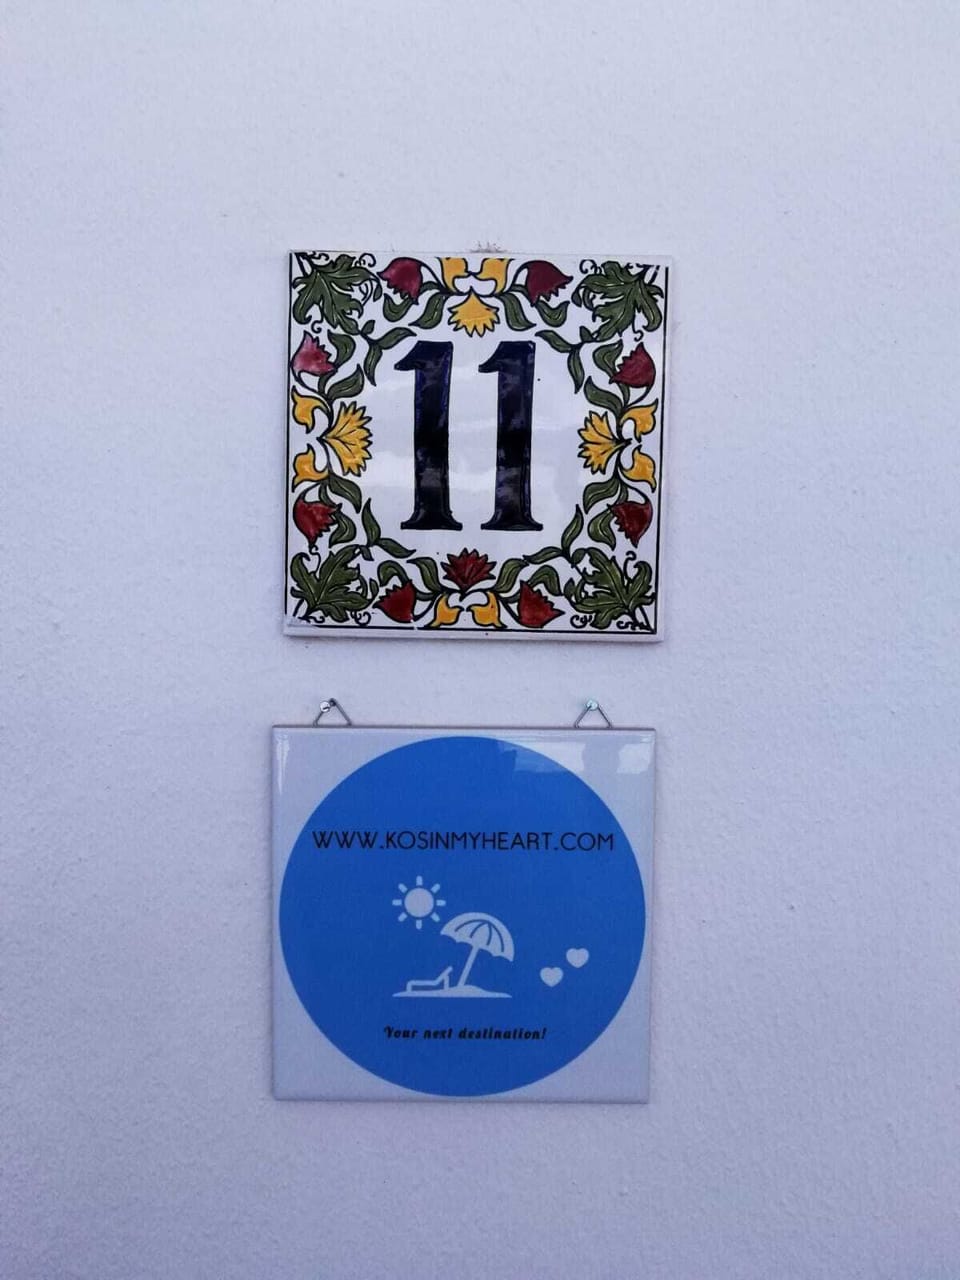 11
WWW.KOSINMYHEART.COM
Your next destination!